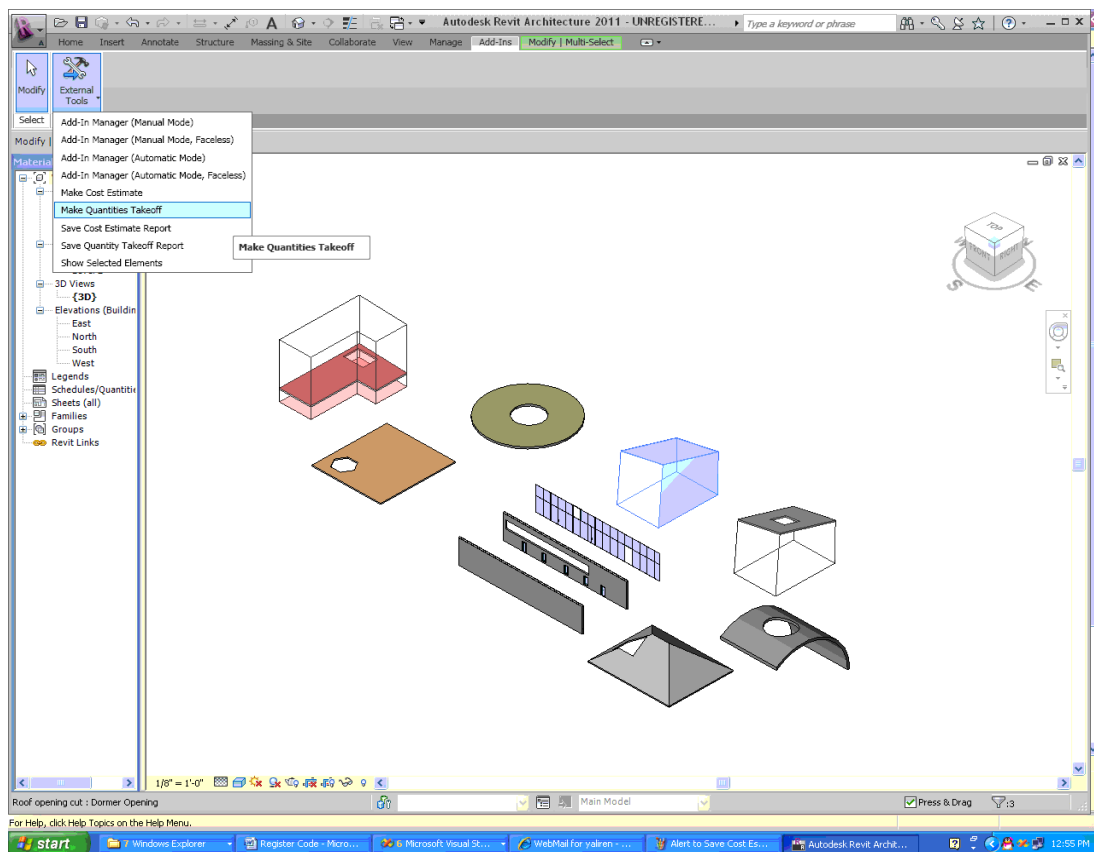 Autodesk Revit Architecture 2011 - UNREGISTERE...
Type a keyword or phrase
Home Insert Annotate Structure Massing & Site Collaborate View Manage Add-Ins Modify | Multi-Select
Modify
External
Tools
Select
Add-In Manager (Manual Mode)
Add-In Manager (Manual Mode, Faceless)
Add-In Manager (Automatic Mode)
Add-In Manager (Automatic Mode, Faceless)
Make Cost Estimate
Make Quantities Takeoff
Save Cost Estimate Report
Save Quantity Takeoff Report
Show Selected Elements
Make Quantities Takeoff
Modify |
Materia
3D Views
{3D}
Elevations (Buildin
East
North
South
West
Legends
Schedules/Quantitie
Sheets (all)
Families
Groups
Revit Links
TOP
FRONT RIGHT
W
S
E
1/8" = 1'-0"
Roof opening cut : Dormer Opening
Main Model
Press & Drag
:3
For Help, click Help Topics on the Help Menu.
start
7 Windows Explorer
Register Code - Micro...
6 Microsoft Visual St...
WebMail for yaliren - ...
Alert to Save Cost Es...
Autodesk Revit Archit...
12:55 PM